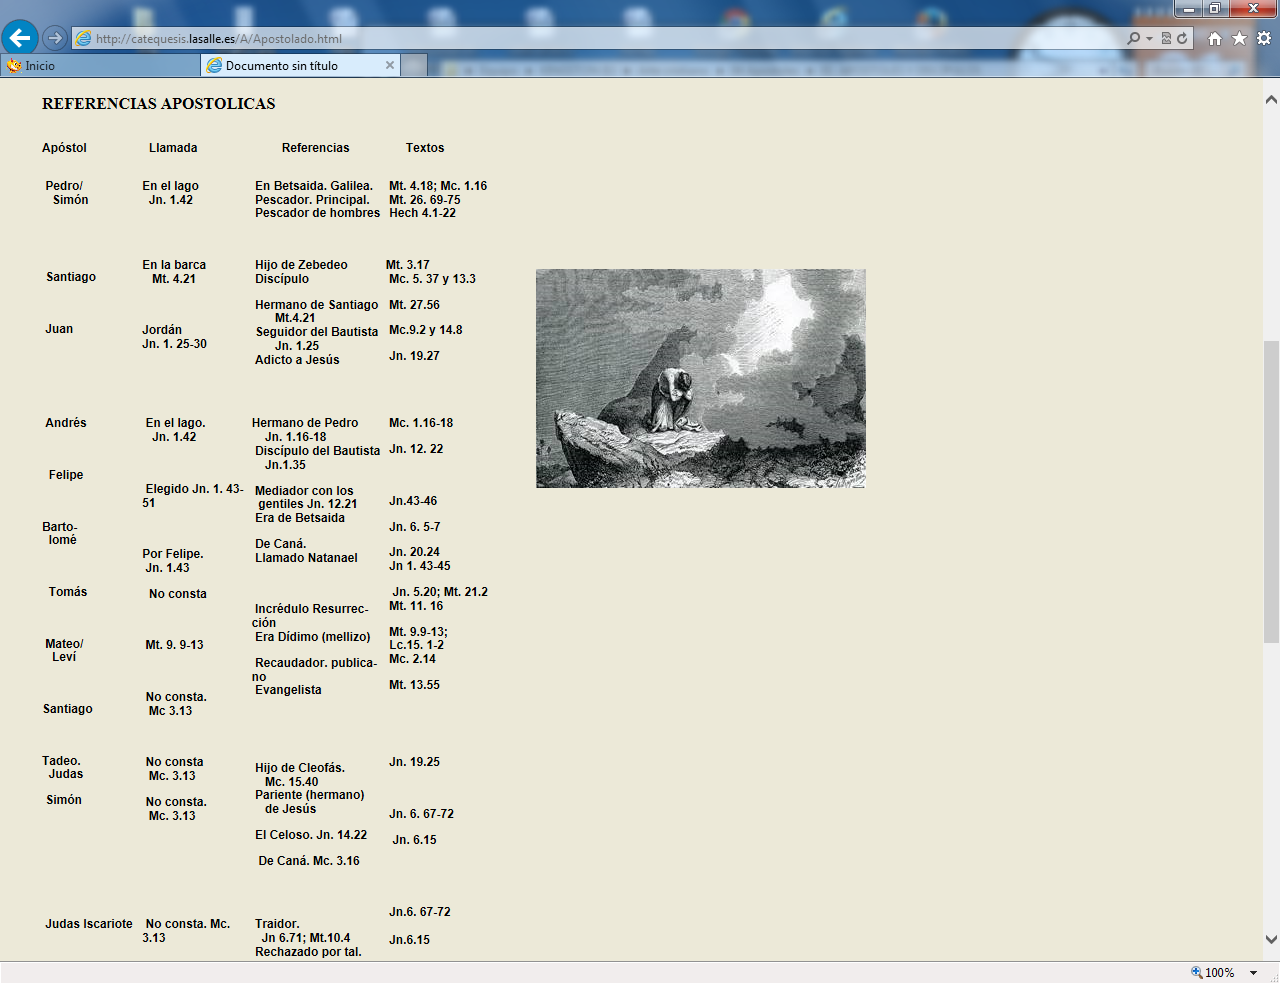 http://catequesis.lasalle.es/A/Apostolado.html
Inicio
Documento sin título
REFERENCIAS APOSTOLICAS
Apóstol Llamada Referencias Textos
Pedro/ En el lago En Betsaida. Galilea. Mt. 4.18; Mc. 1.16
Simón Jn. 1.42 Pescador. Principal. Mt. 26. 69-75
Pescador de hombres Hech 4.1-22
En la barca Hijo de Zebedeo Mt. 3.17
Santiago Mt. 4.21 Discípulo Mc. 5. 37 y 13.3
Hermano de Santiago Mt. 27.56
Mt.4.21
Juan Jordán Seguidor del Bautista Mc.9.2 y 14.8
Jn. 1. 25-30 Jn. 1.25
Adicto a Jesús Jn. 19.27
Andrés En el lago. Hermano de Pedro Mc. 1.16-18
Jn. 1.42 Jn. 1.16-18
Discípulo del Bautista Jn. 12. 22
Jn.1.35
Felipe
Elegido Jn. 1. 43- Mediador con los
51 gentiles Jn. 12.21 Jn.43-46
Era de Betsaida
Barto- Jn. 6. 5-7
lomé De Caná.
Por Felipe. Llamado Natanael Jn. 20.24
Jn. 1.43 Jn 1. 43-45
Tomás No consta Jn. 5.20; Mt. 21.2
Incrédulo Resurrec- Mt. 11. 16
ción
Era Dídimo (mellizo) Mt. 9.9-13;
Mateo/ Mt. 9. 9-13 Lc.15. 1-2
Leví Recaudador. publica- Mc. 2.14
no
Evangelista Mt. 13.55
No consta.
Santiago Mc 3.13
Tadeo. No consta Hijo de Cleofás. Jn. 19.25
Judas Mc. 3.13 Mc. 15.40
Simón No consta. Pariente (hermano)
Mc. 3.13 de Jesús Jn. 6. 67-72
El Celoso. Jn. 14.22 Jn. 6.15
De Caná. Mc. 3.16
Jn.6. 67-72
Judas Iscariote No consta. Mc. Traidor.
3.13 Jn 6.71; Mt.10.4 Jn.6.15
Rechazado por tal.
100%